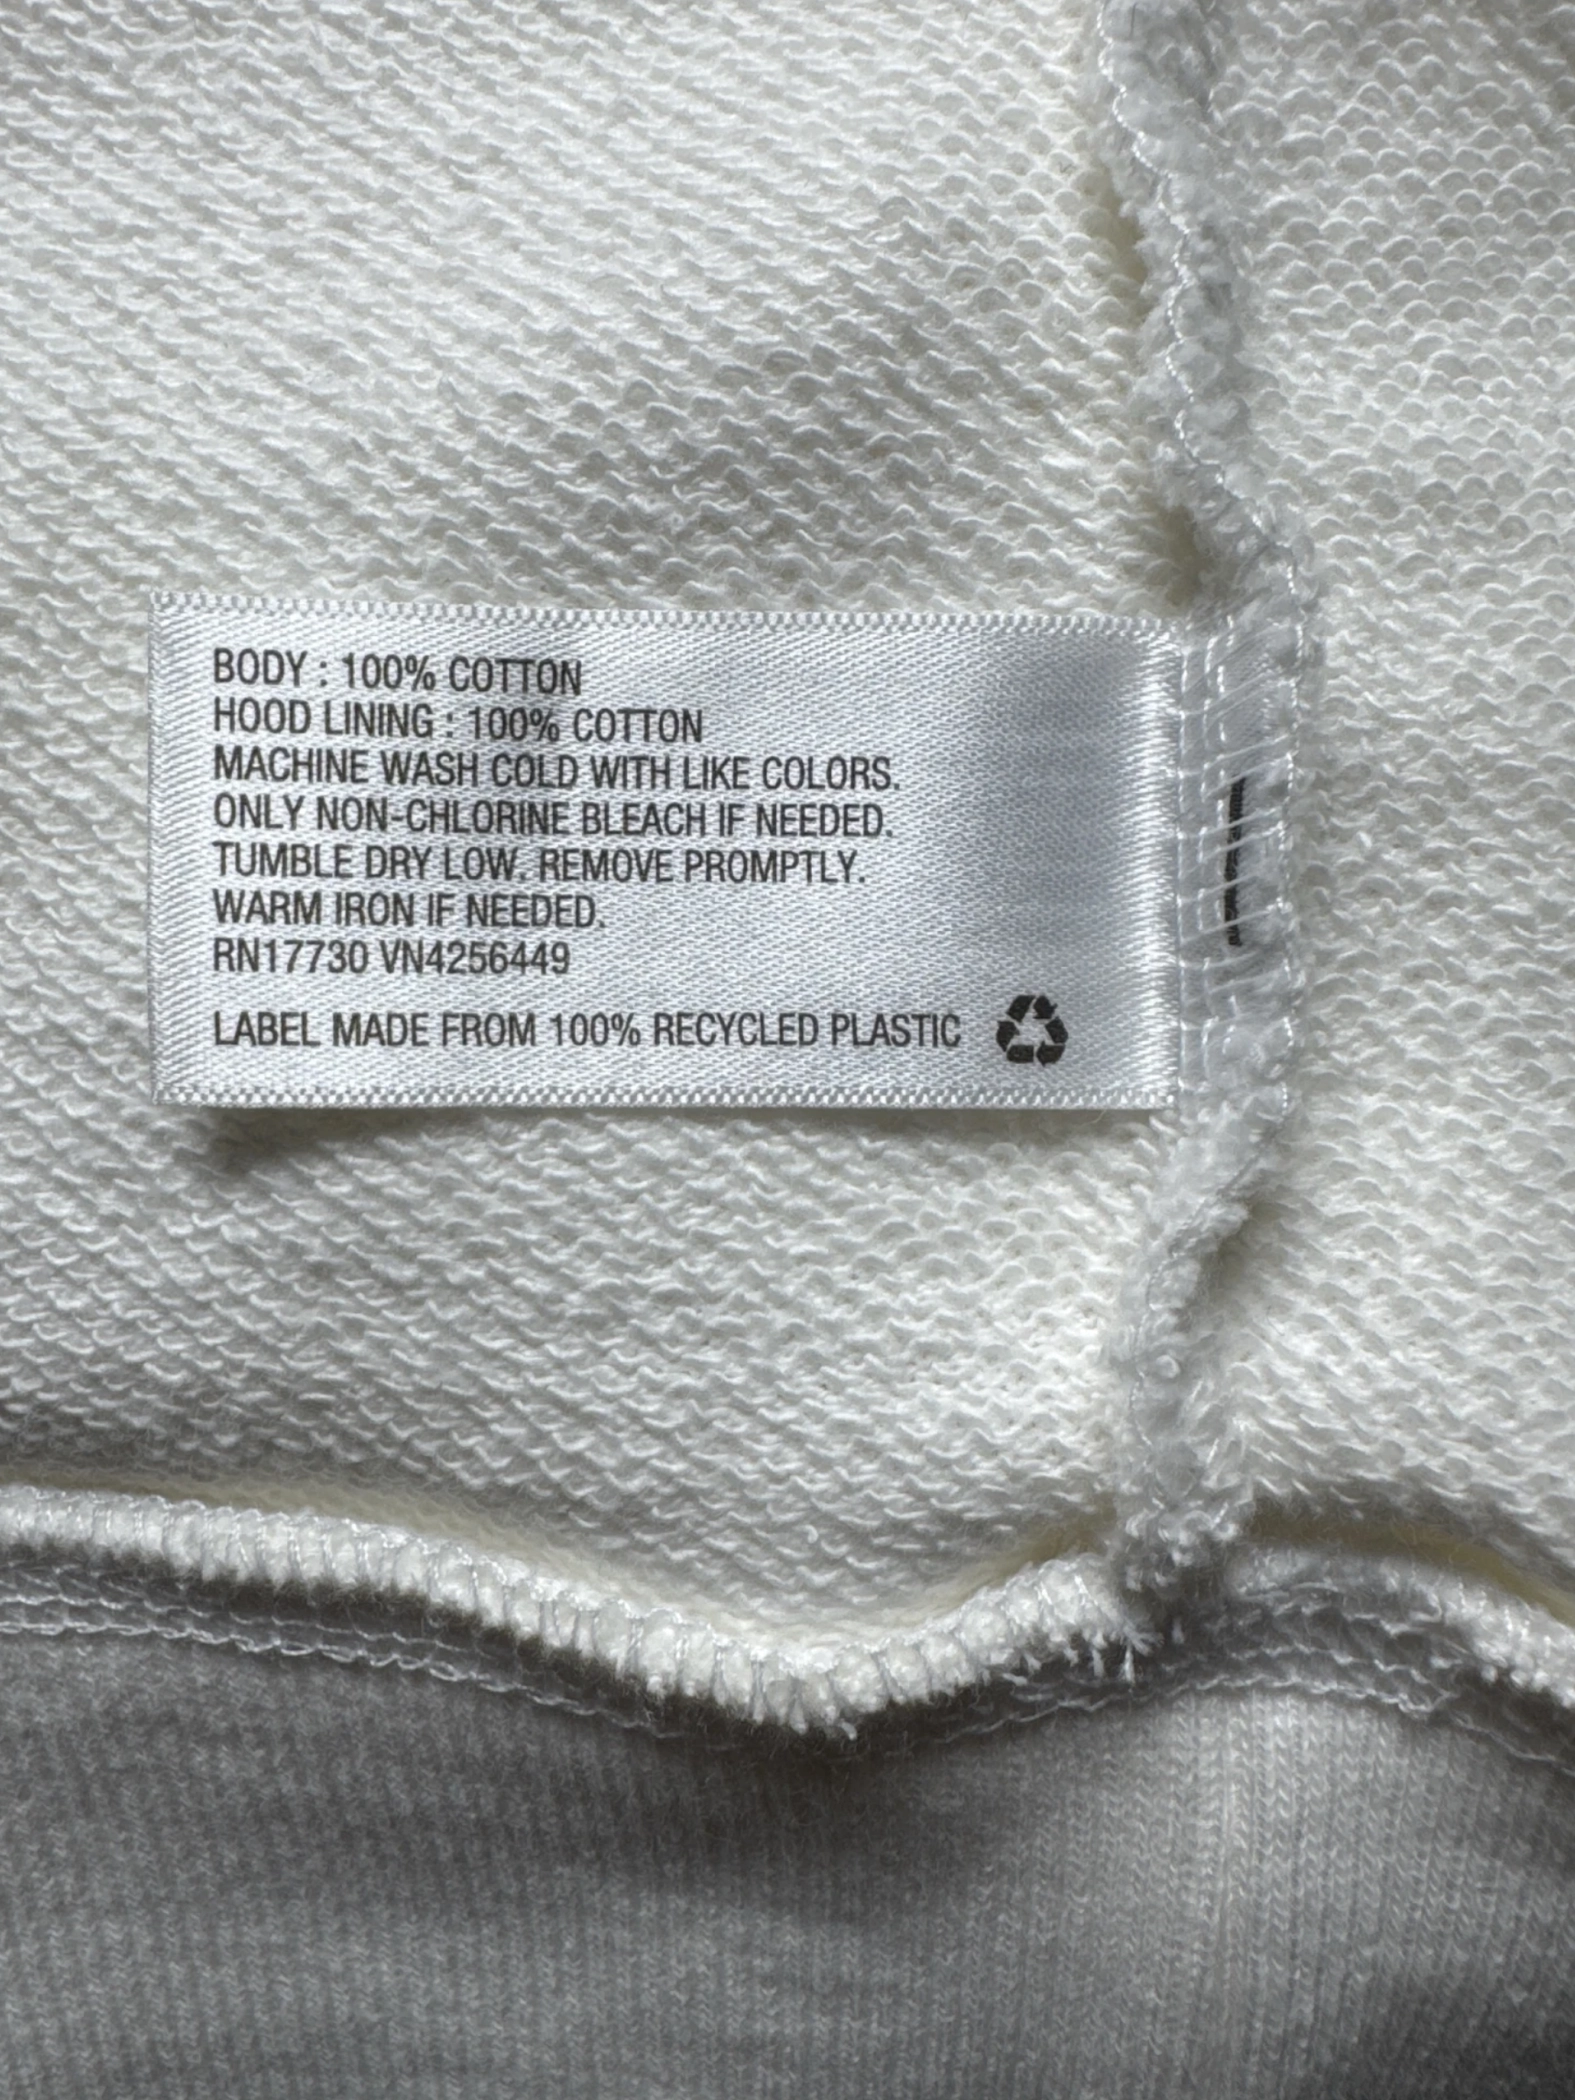 BODY : 100% COTTON
HOOD LINING : 100% COTTON
MACHINE WASH COLD WITH LIKE COLORS.
ONLY NON-CHLORINE BLEACH IF NEEDED.
TUMBLE DRY LOW. REMOVE PROMPTLY.
WARM IRON IF NEEDED.
RN17730 VN4256449
LABEL MADE FROM 100% RECYCLED PLASTIC